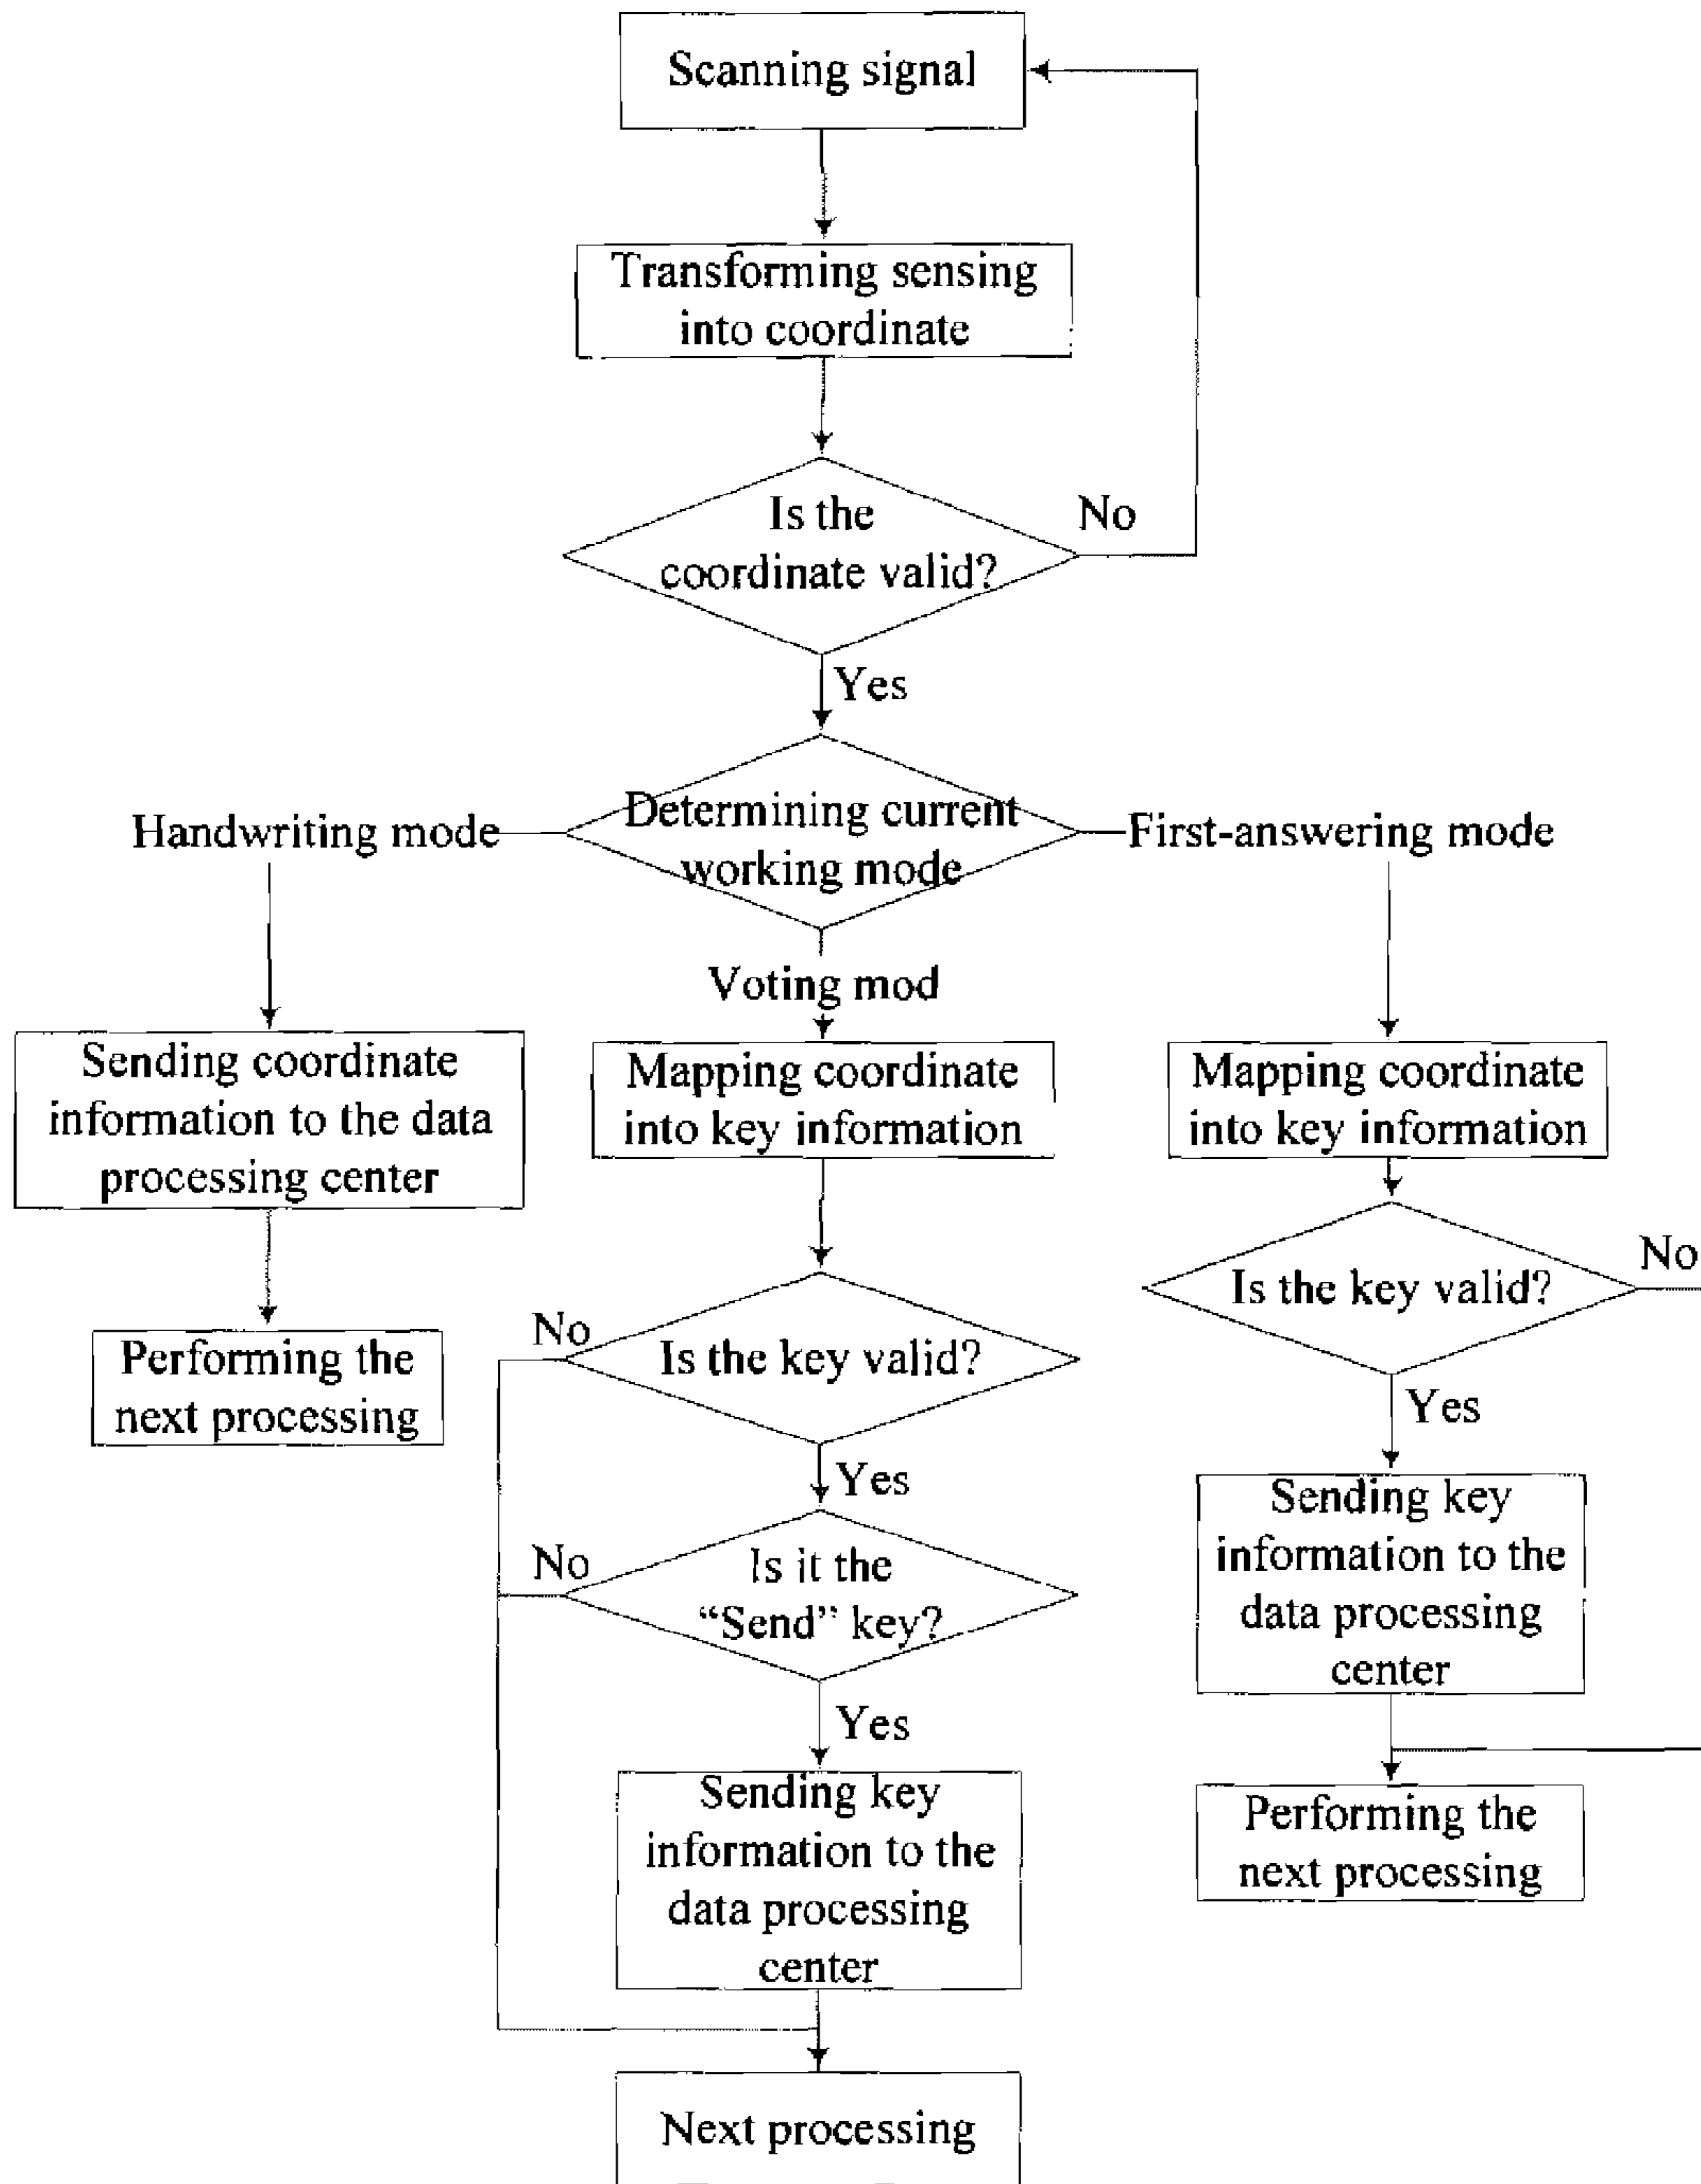 Scanning signal
Transforming sensing
into coordinate
Is the
coordinate valid?
No
Yes
Determining current
working mode
Handwriting mode
First-answering mode
Voting mod
Sending coordinate
information to the data
processing center
Performing the
next processing
Mapping coordinate
into key information
Is the key valid?
No
Yes
Is it the
“Send” key?
No
Yes
Sending key
information to the
data processing
center
Next processing
Mapping coordinate
into key information
Is the key valid?
No
Yes
Sending key
information to the
data processing
center
Performing the
next processing